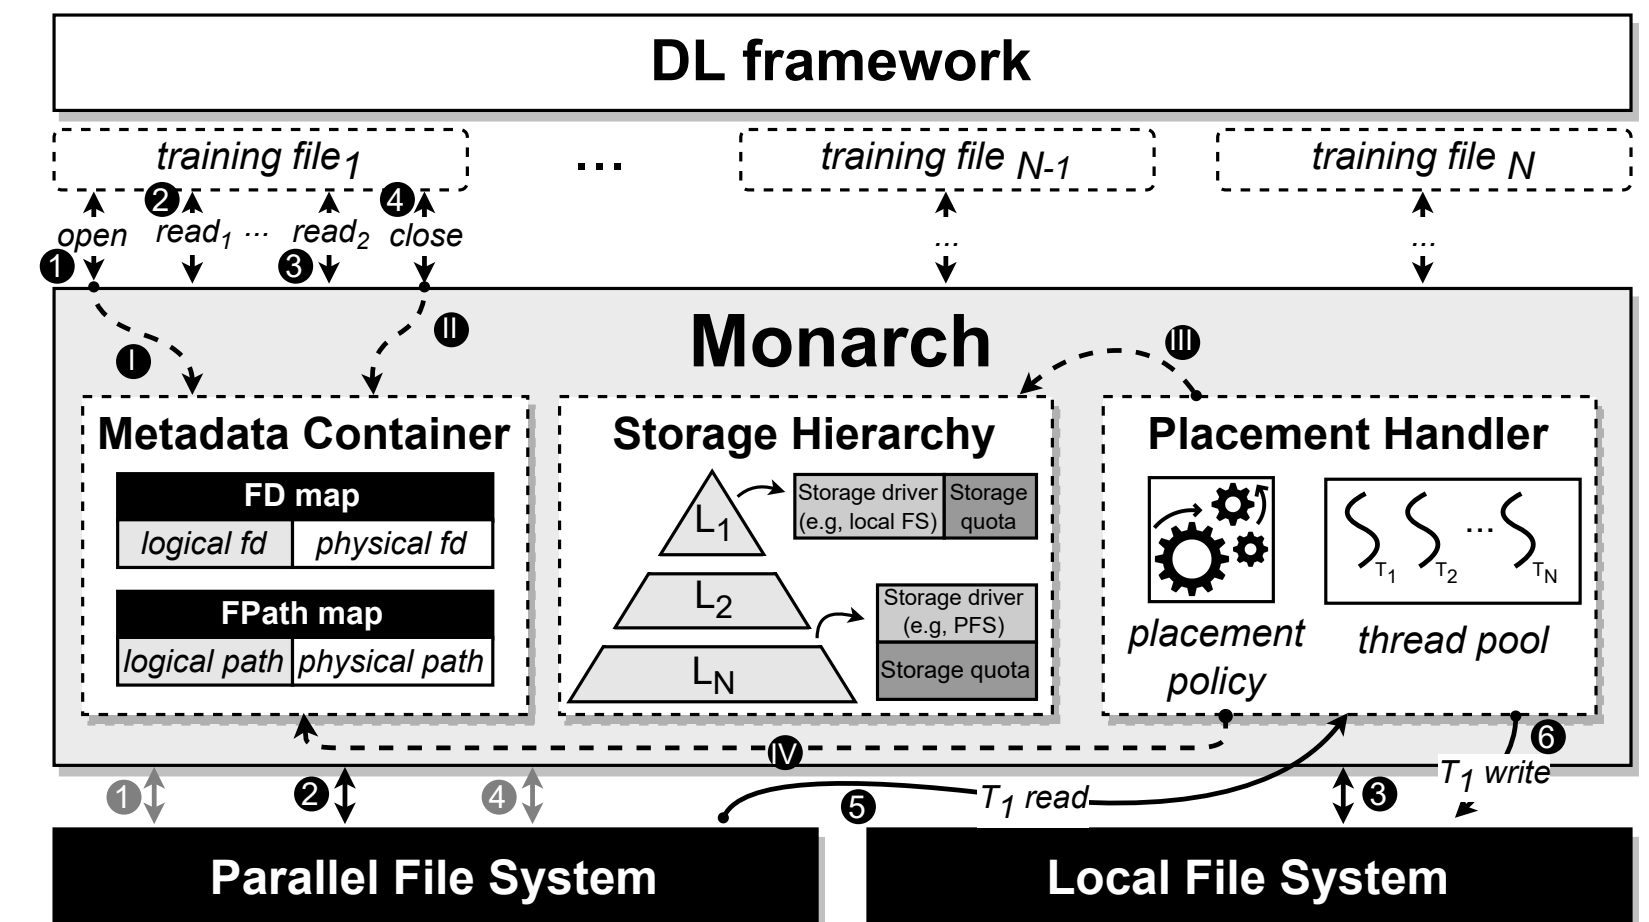 DL framework
training file1
...
training file N-1
training file N
2
4
open
read1 ... read2
close
...
...
1
3
I
II
Monarch
III
Metadata Container
Storage Hierarchy
Placement Handler
FD map
logical fd physical fd
FPath map
logical path physical path
L1
L2
LN
Storage driver
(e.g, local FS)
Storage
quota
Storage driver
(e.g, PFS)
Storage quota
T1 T2 ... TN
placement
policy
thread pool
IV
6
T1 write
1
2
4
5
T1 read
3
Parallel File System
Local File System